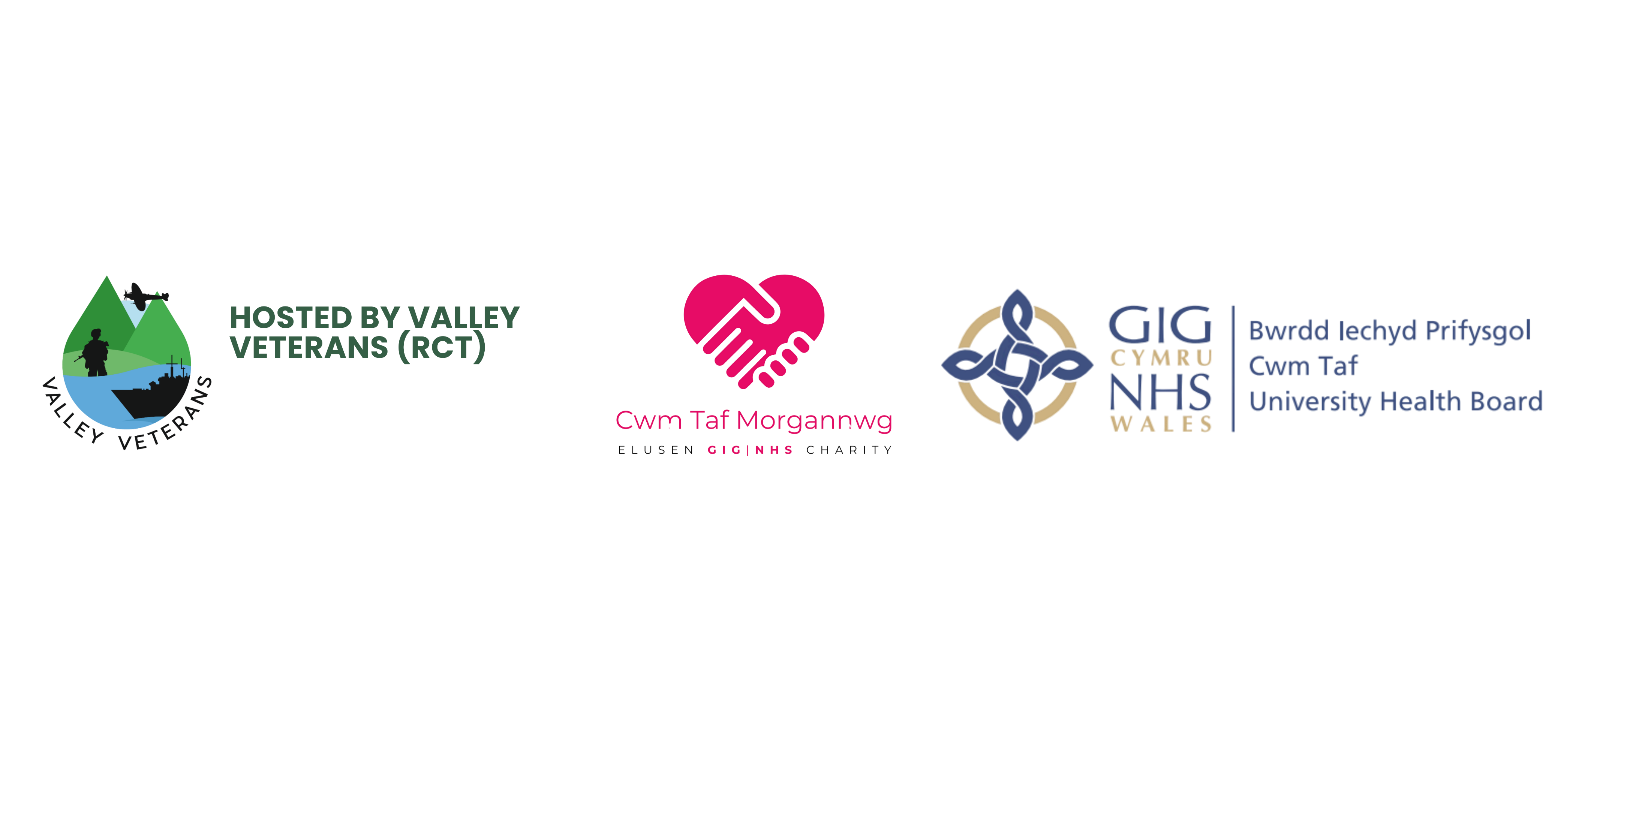 VALLEY VETERANS
HOSTED BY VALLEY
VETERANS (RCT)
Cwm Taf Morgannwg
ELUSEN GIG|NHS CHARITY
GIG
CYMRU
NHS
WALES
Bwrdd Iechyd Prifysgol
Cwm Taf
University Health Board